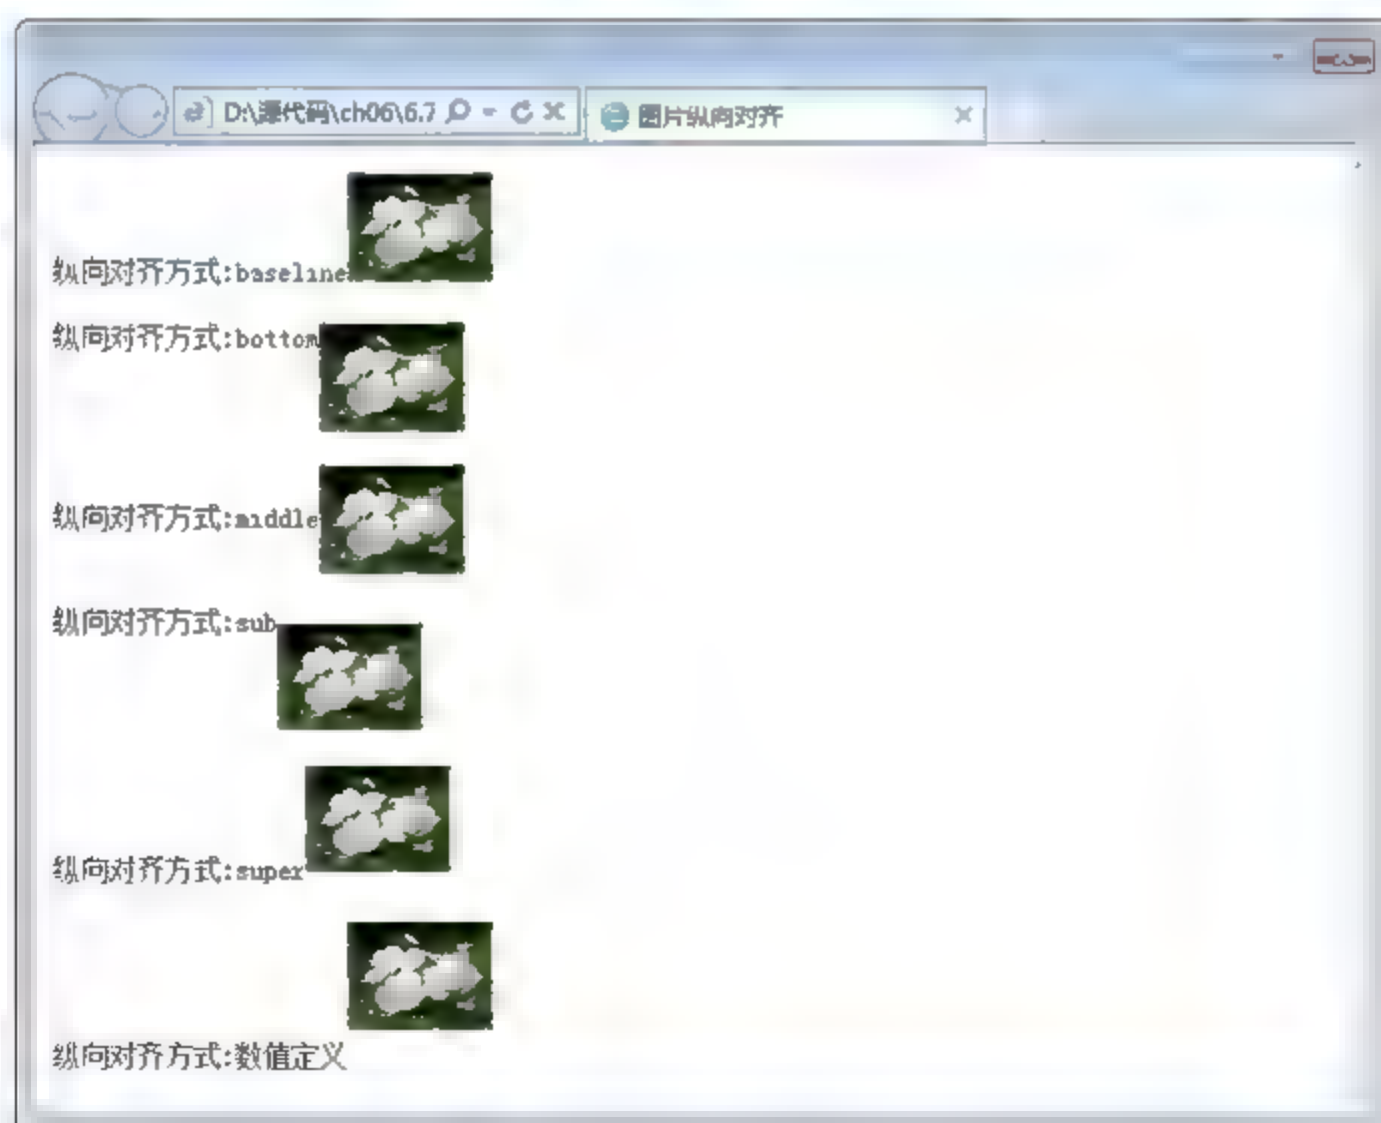 D:\源代码\ch06\6.7
图片纵向对齐
纵向对齐方式:baseline
纵向对齐方式:bottom
纵向对齐方式:middle
纵向对齐方式:sub
纵向对齐方式:super
纵向对齐方式:数值定义